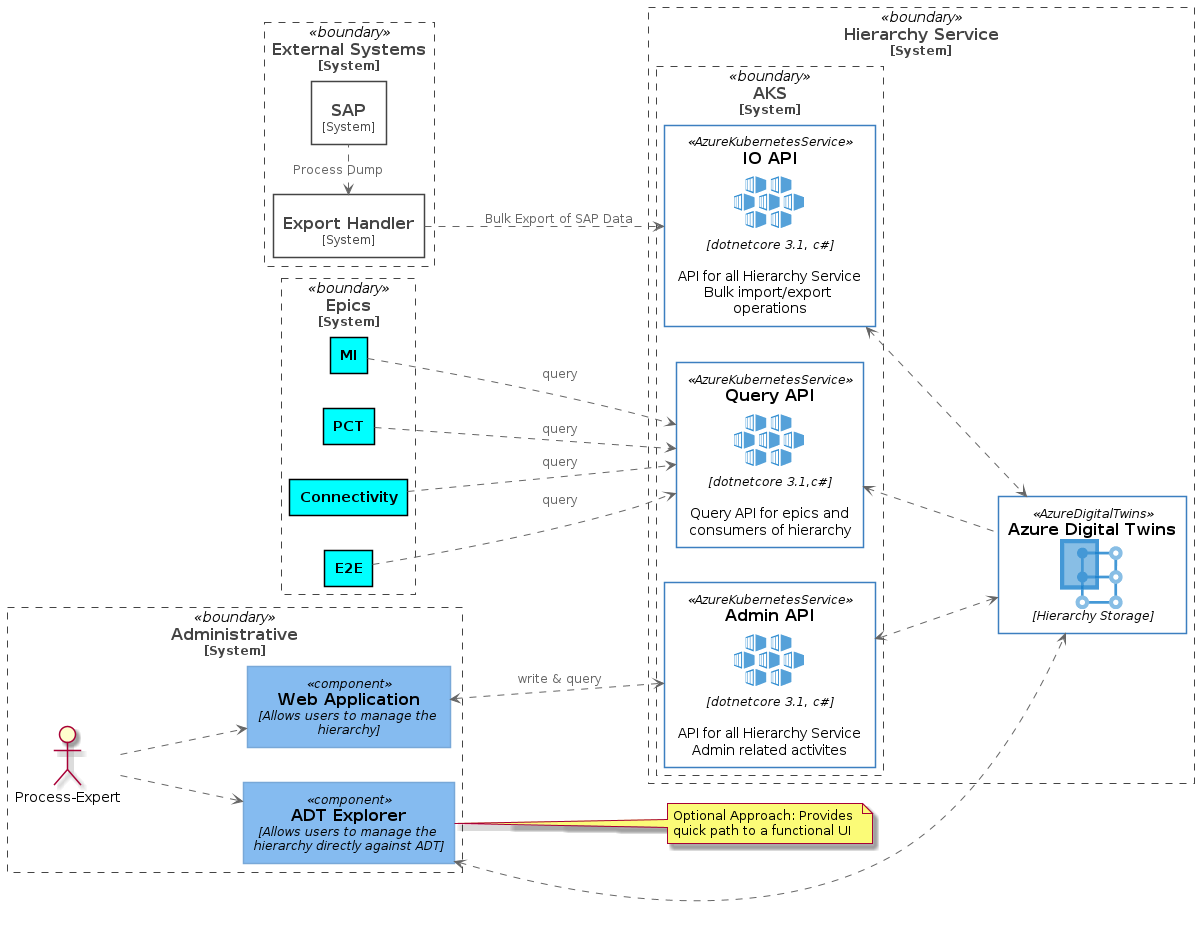 «boundary»
External Systems
[System]
SAP
[System]
Process Dump
Export Handler
[System]
Bulk Export of SAP Data
«boundary»
Epics
[System]
MI
PCT
Connectivity
E2E
query
query
query
query
«boundary»
Administrative
[System]
Process-Expert
«component»
Web Application
[Allows users to manage the
hierarchy]
«component»
ADT Explorer
[Allows users to manage the
hierarchy directly against ADT]
write & query
Optional Approach: Provides
quick path to a functional UI
«boundary»
Hierarchy Service
[System]
«boundary»
AKS
[System]
«AzureKubernetesService»
IO API
[dotnetcore 3.1, c#]
API for all Hierarchy Service
Bulk import/export
operations
«AzureKubernetesService»
Query API
[dotnetcore 3.1,c#]
Query API for epics and
consumers of hierarchy
«AzureKubernetesService»
Admin API
[dotnetcore 3.1, c#]
API for all Hierarchy Service
Admin related activites
«AzureDigitalTwins»
Azure Digital Twins
[Hierarchy Storage]